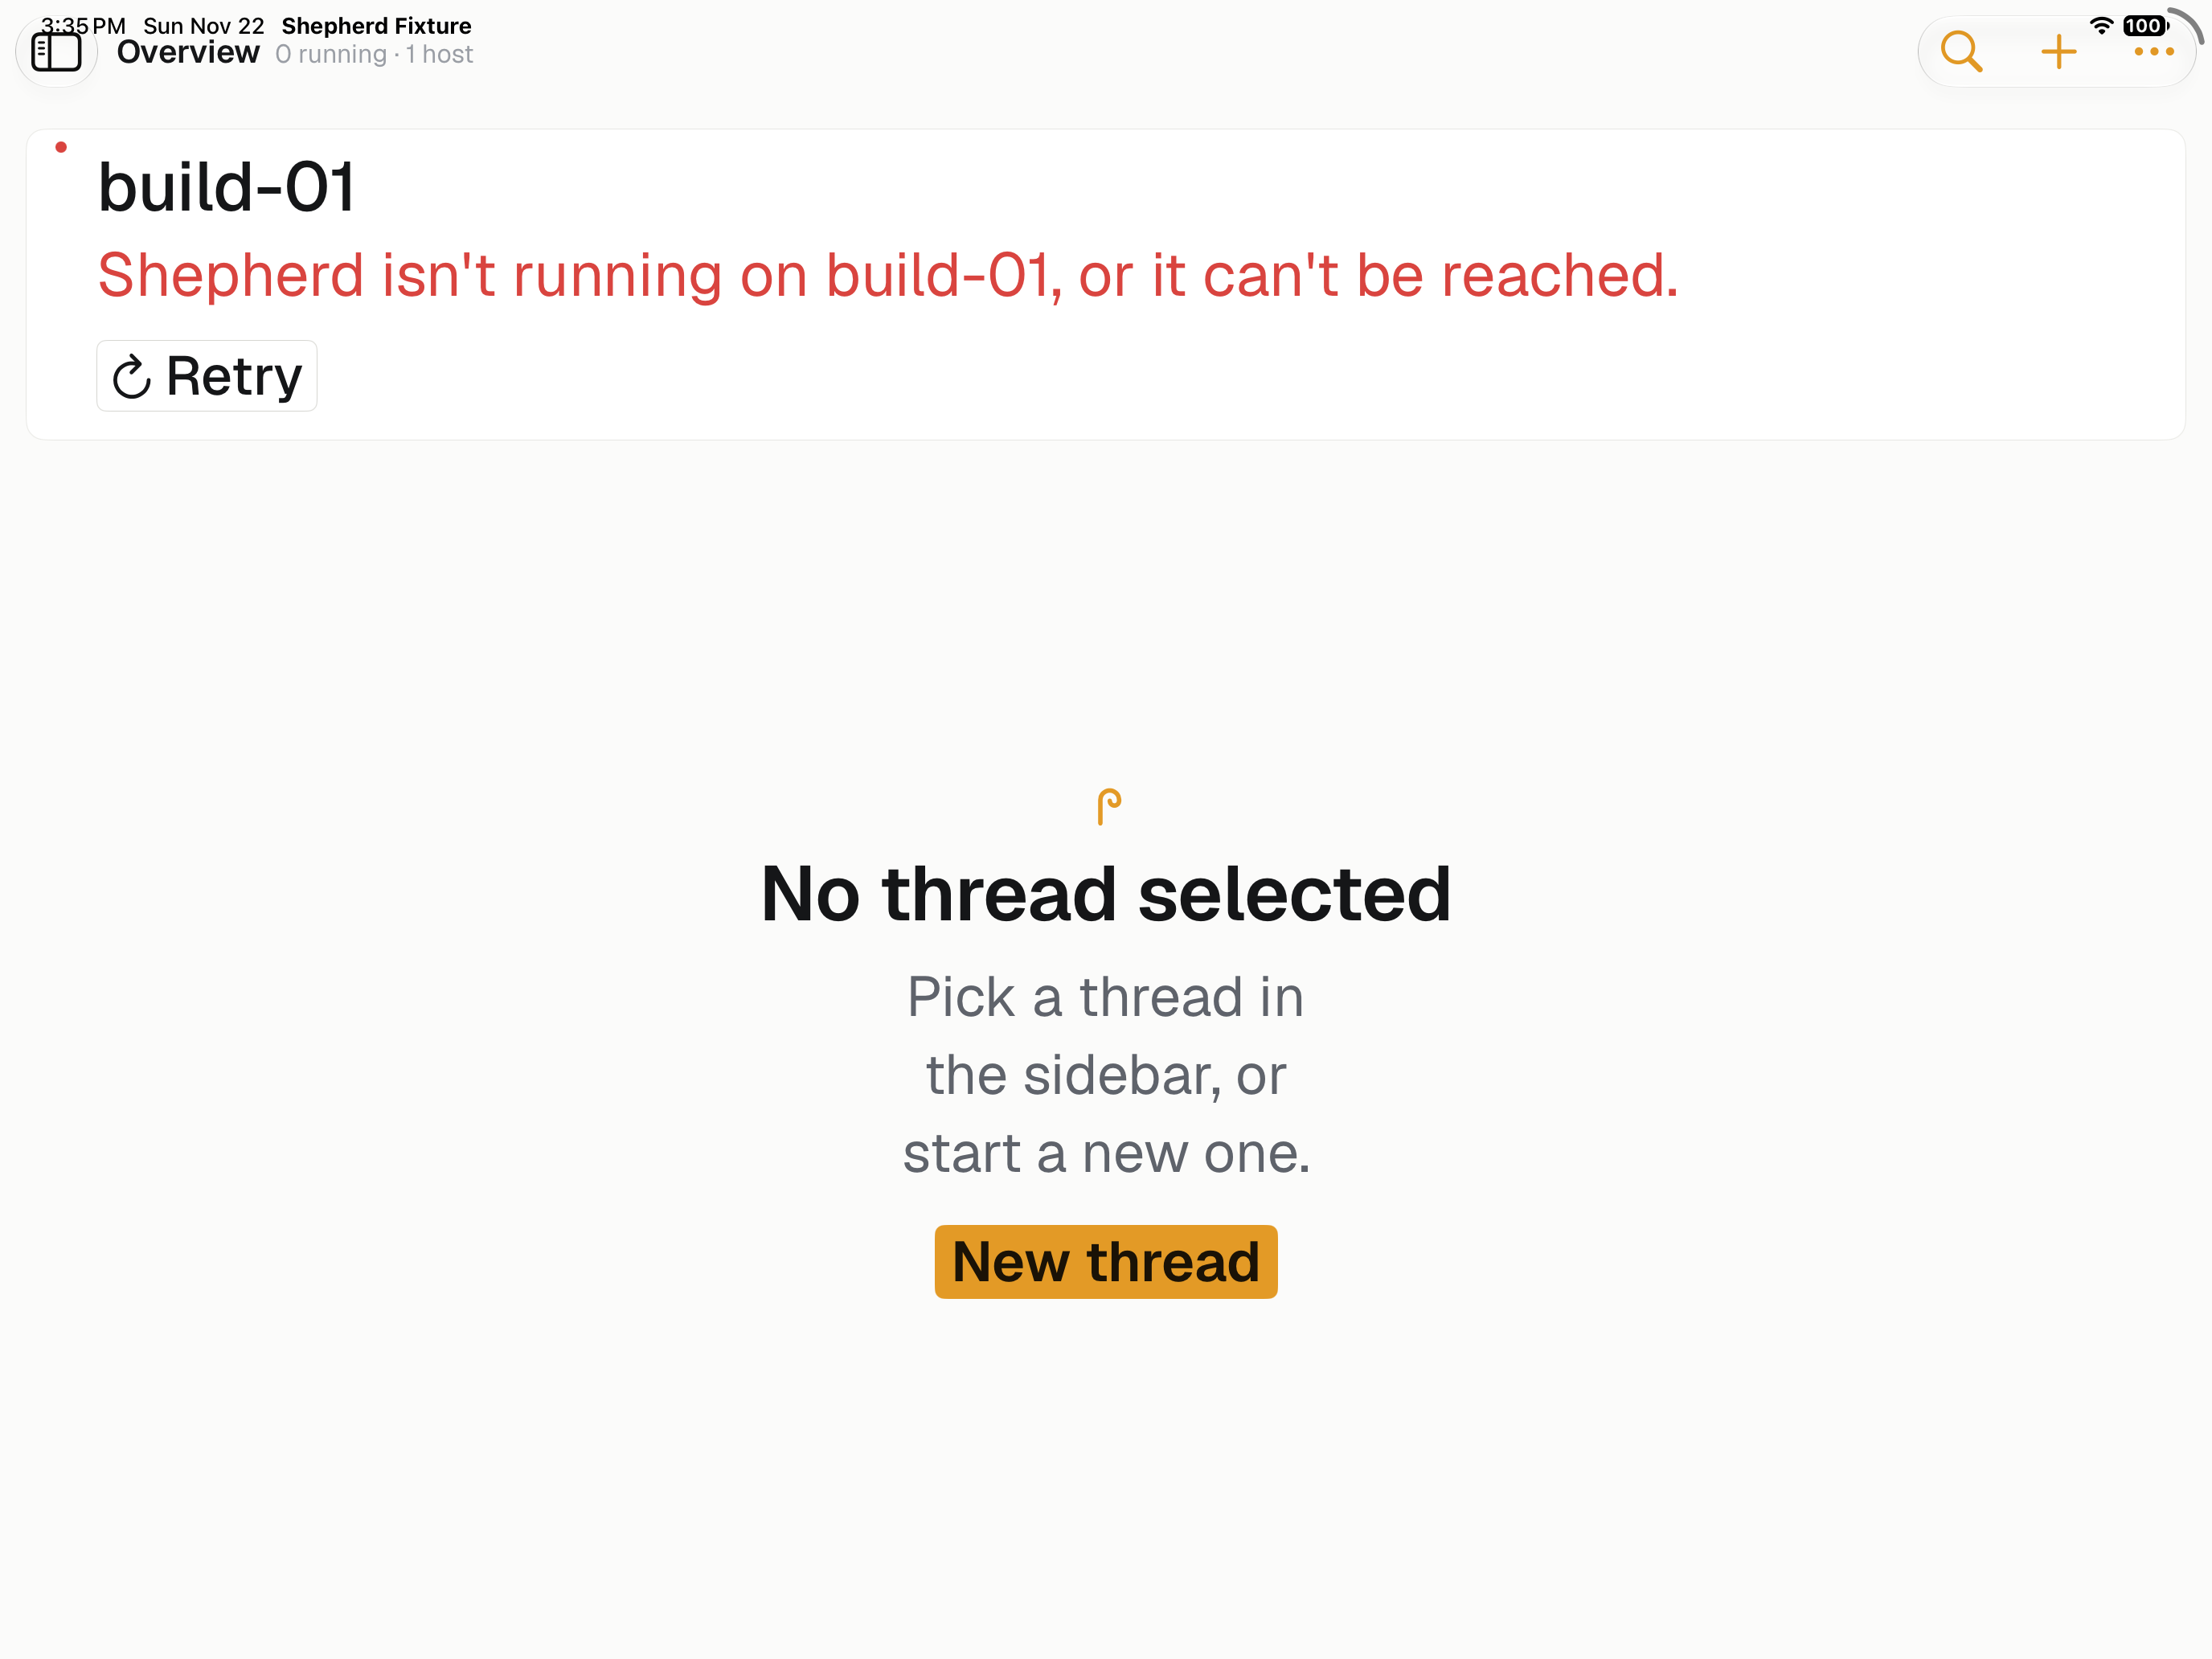 3:35 PM Sun Nov 22 Shepherd Fixture
100
Overview 0 running · 1 host
build-01
Shepherd isn't running on build-01, or it can't be reached.
Retry
No thread selected
Pick a thread in
the sidebar, or
start a new one.
New thread